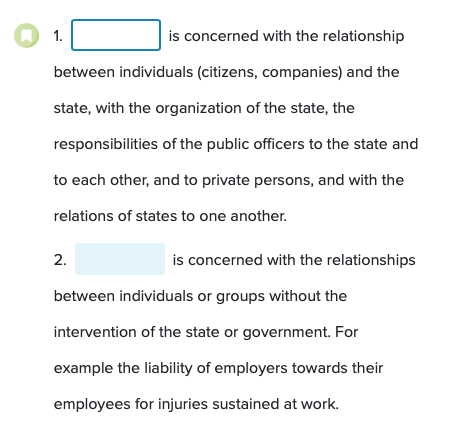 1. is concerned with the relationship
between individuals (citizens, companies) and the
state, with the organization of the state, the
responsibilities of the public officers to the state and
to each other, and to private persons, and with the
relations of states to one another.
2. is concerned with the relationships
between individuals or groups without the
intervention of the state or government. For
example the liability of employers towards their
employees for injuries sustained at work.